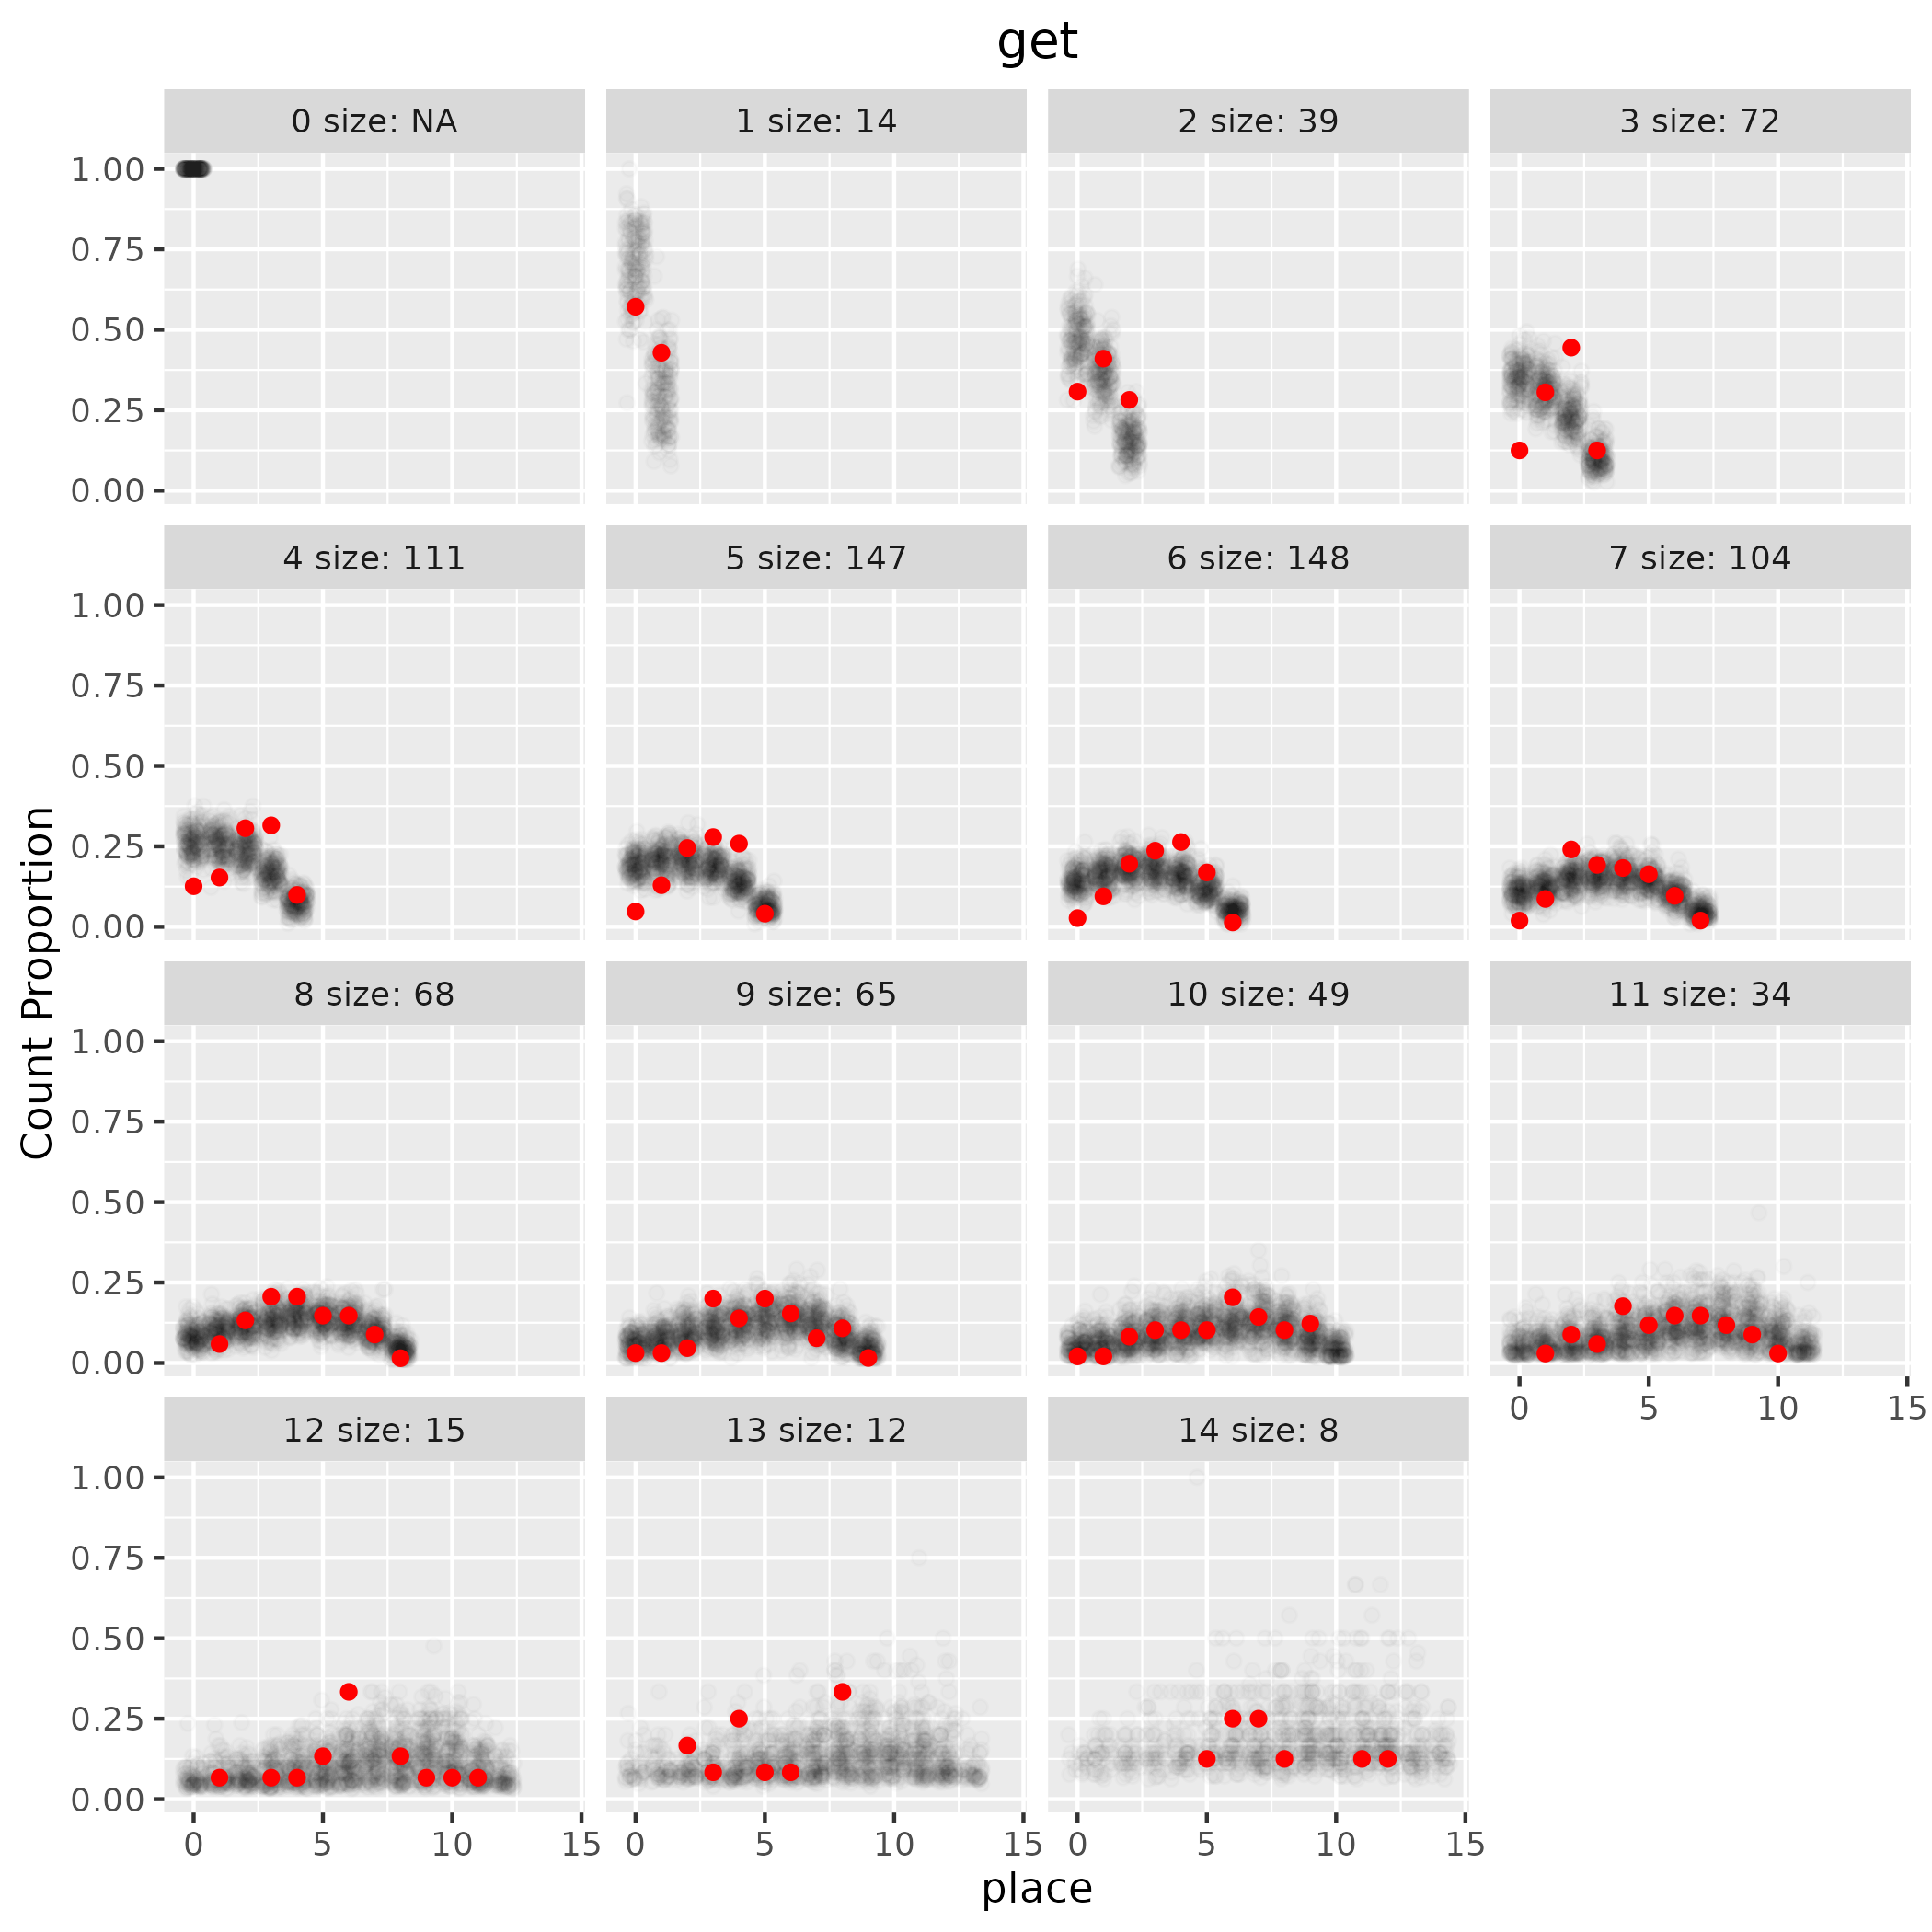 get
0 size: NA
1 size: 14
2 size: 39
3 size: 72
1.00
0.75
0.50
0.25
0.00
4 size: 111
5 size: 147
6 size: 148
7 size: 104
1.00
0.75
0.50
0.25
0.00
Count Proportion
8 size: 68
9 size: 65
10 size: 49
11 size: 34
1.00
0.75
0.50
0.25
0.00
0 5 10 15
12 size: 15
13 size: 12
14 size: 8
1.00
0.75
0.50
0.25
0.00
0 5 10 15 0 5 10 15 0 5 10 15
place